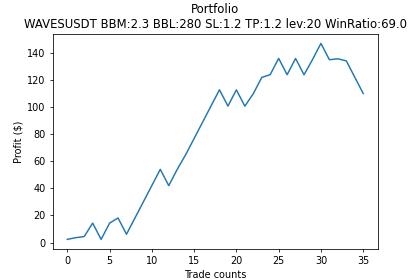 Portfolio
WAVESUSDT BBM:2.3 BBL:280 SL:1.2 TP:1.2 lev:20 WinRatio:69.0
140
120
100
80
60
40
20
0
Profit ($)
0 5 10 15 20 25 30 35
Trade counts